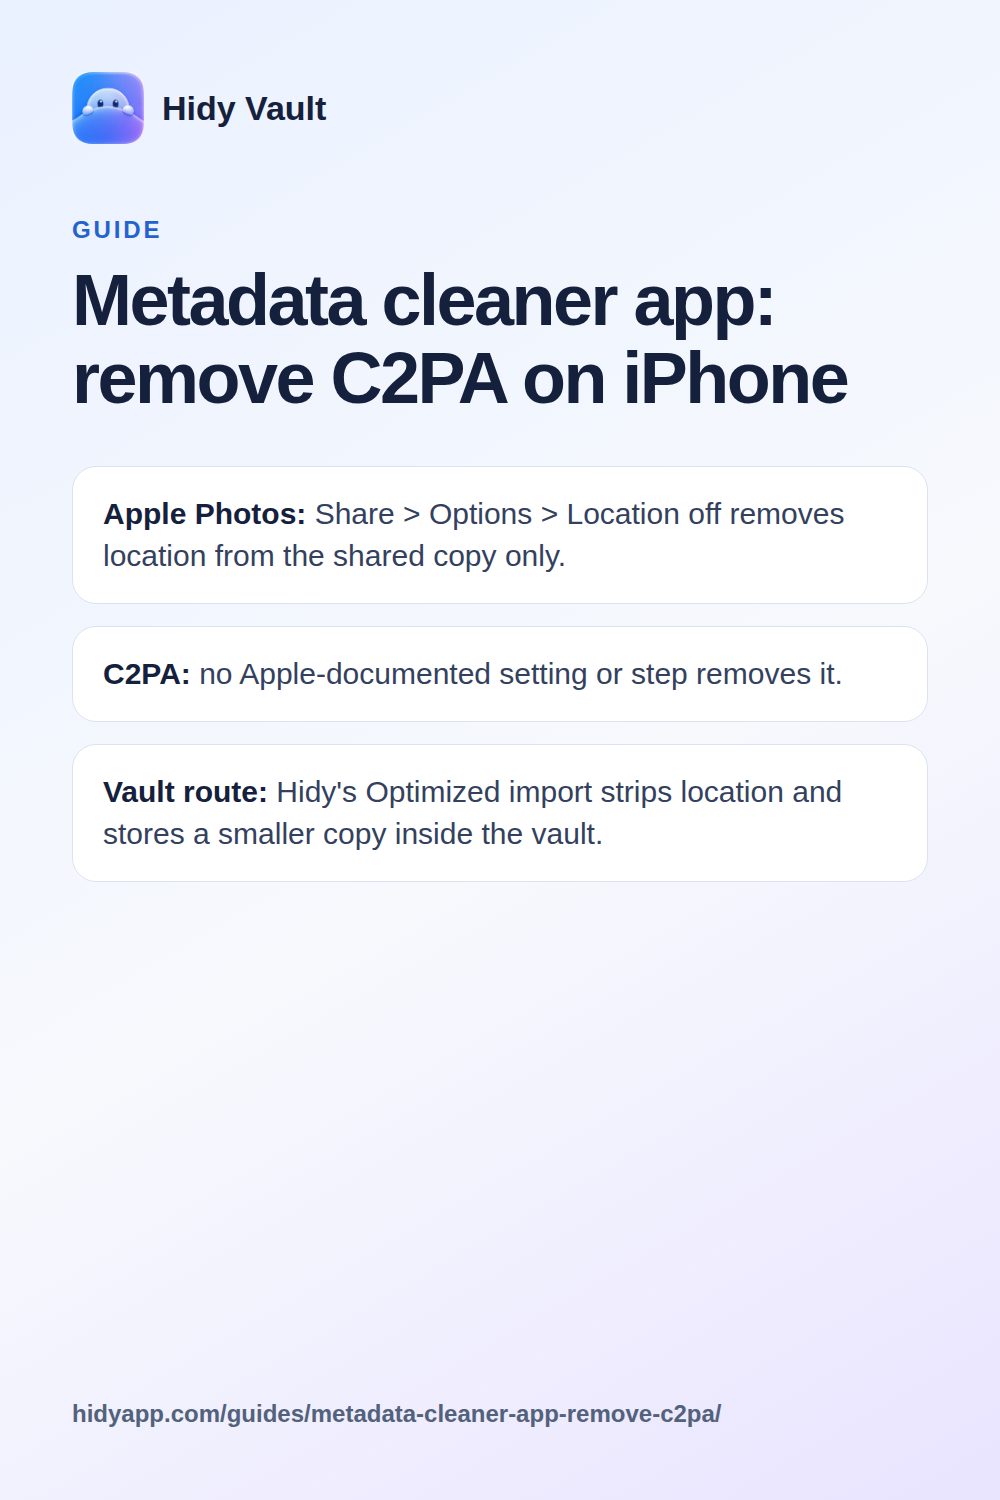 Hidy Vault
GUIDE
Metadata cleaner app:
remove C2PA on iPhone
Apple Photos: Share > Options > Location off removes
location from the shared copy only.
C2PA: no Apple-documented setting or step removes it.
Vault route: Hidy's Optimized import strips location and
stores a smaller copy inside the vault.
hidyapp.com/guides/metadata-cleaner-app-remove-c2pa/